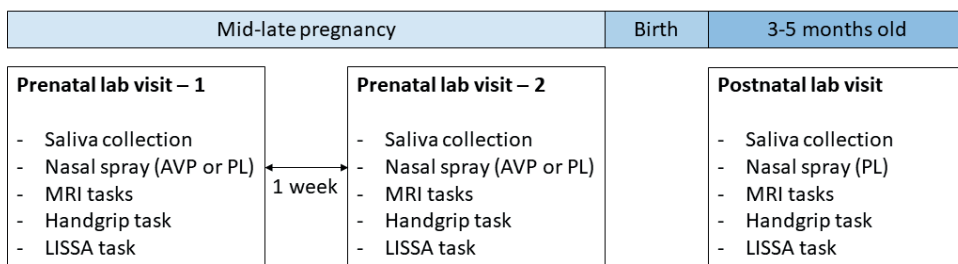 Mid-late pregnancy
Birth
3-5 months old
Prenatal lab visit – 1
- Saliva collection
- Nasal spray (AVP or PL)
- MRI tasks
- Handgrip task
- LISSA task
1 week
Prenatal lab visit – 2
- Saliva collection
- Nasal spray (AVP or PL)
- MRI tasks
- Handgrip task
- LISSA task
Postnatal lab visit
- Saliva collection
- Nasal spray (PL)
- MRI tasks
- Handgrip task
- LISSA task